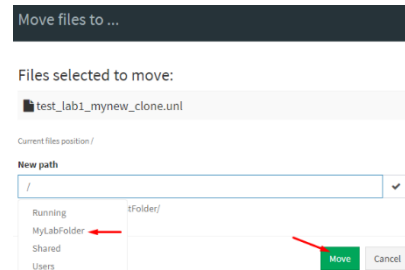 Move files to ...
Files selected to move:
test_lab1_mynew_clone.unl
Current files position /
New path
/
Running
tFolder/
MyLabFolder
Shared
Users
Move
Cancel